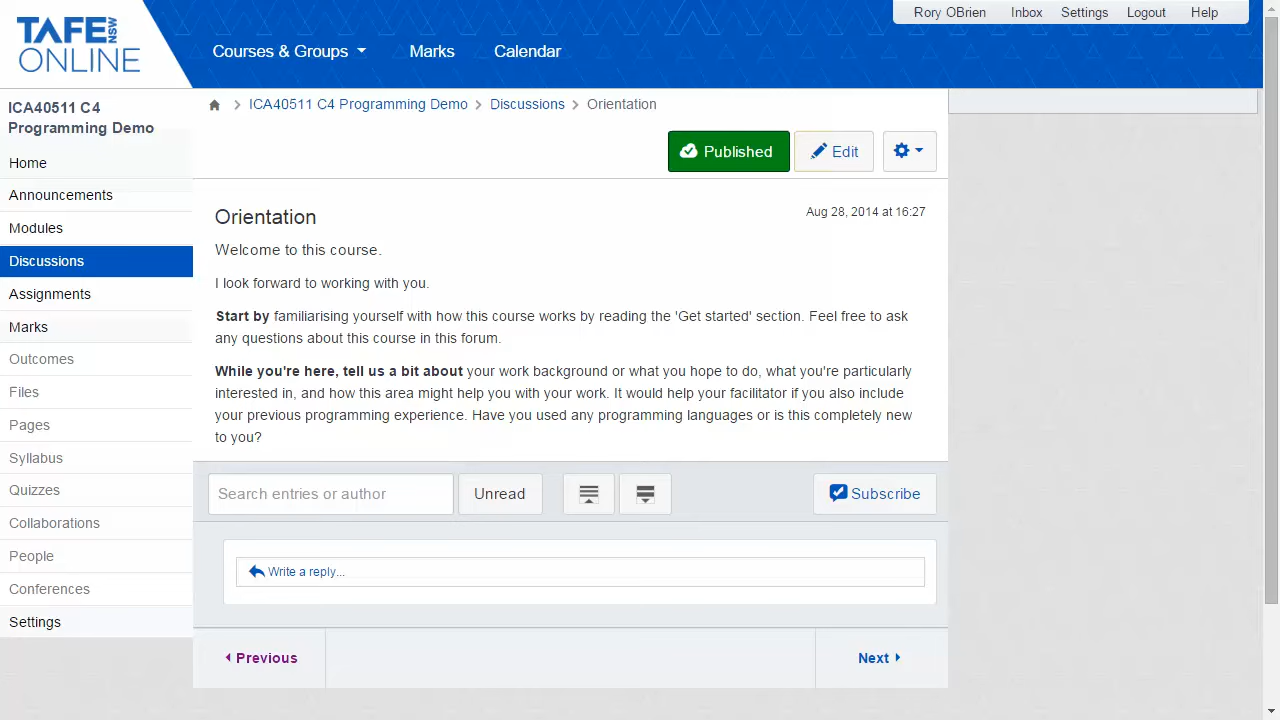 TAFE NSW
ONLINE
Rory OBrien Inbox Settings Logout Help
Courses & Groups Marks Calendar
ICA40511 C4
Programming Demo
Home
Announcements
Modules
Discussions
Assignments
Marks
Outcomes
Files
Pages
Syllabus
Quizzes
Collaborations
People
Conferences
Settings
ICA40511 C4 Programming Demo Discussions Orientation
Published Edit
Orientation Aug 28, 2014 at 16:27
Welcome to this course.
I look forward to working with you.
Start by familiarising yourself with how this course works by reading the 'Get started' section. Feel free to ask
any questions about this course in this forum.
While you're here, tell us a bit about your work background or what you hope to do, what you're particularly
interested in, and how this area might help you with your work. It would help your facilitator if you also include
your previous programming experience. Have you used any programming languages or is this completely new
to you?
Search entries or author Unread Subscribe
Write a reply...
Previous Next